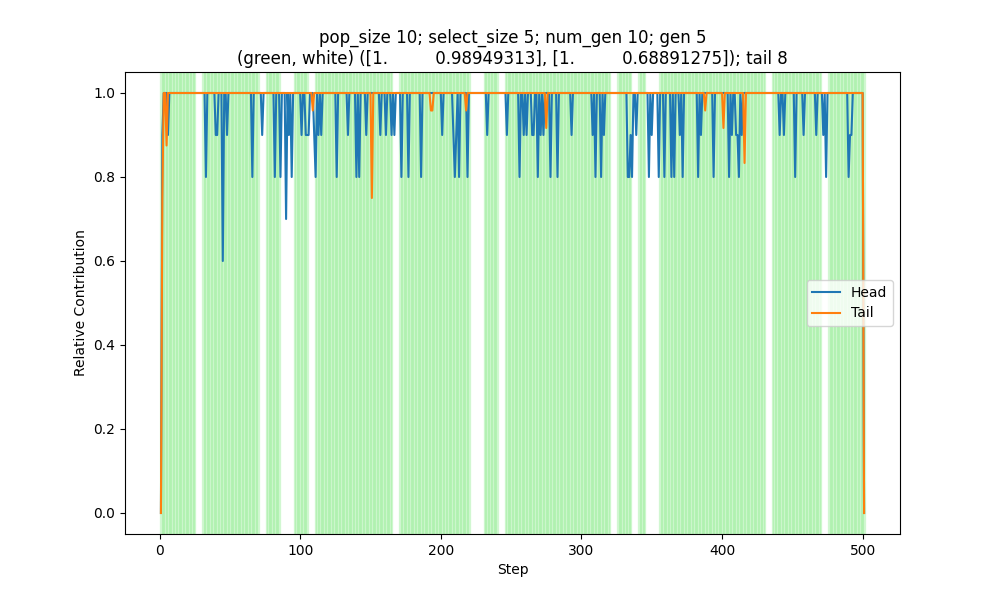 pop_size 10; select_size 5; num_gen 10; gen 5
(green, white) ([1.          0.98949313], [1.          0.68891275]); tail 8
1.0
0.8
0.6
0.4
0.2
0.0
Relative Contribution
Head
Tail
0
100
200
300
400
500
Step